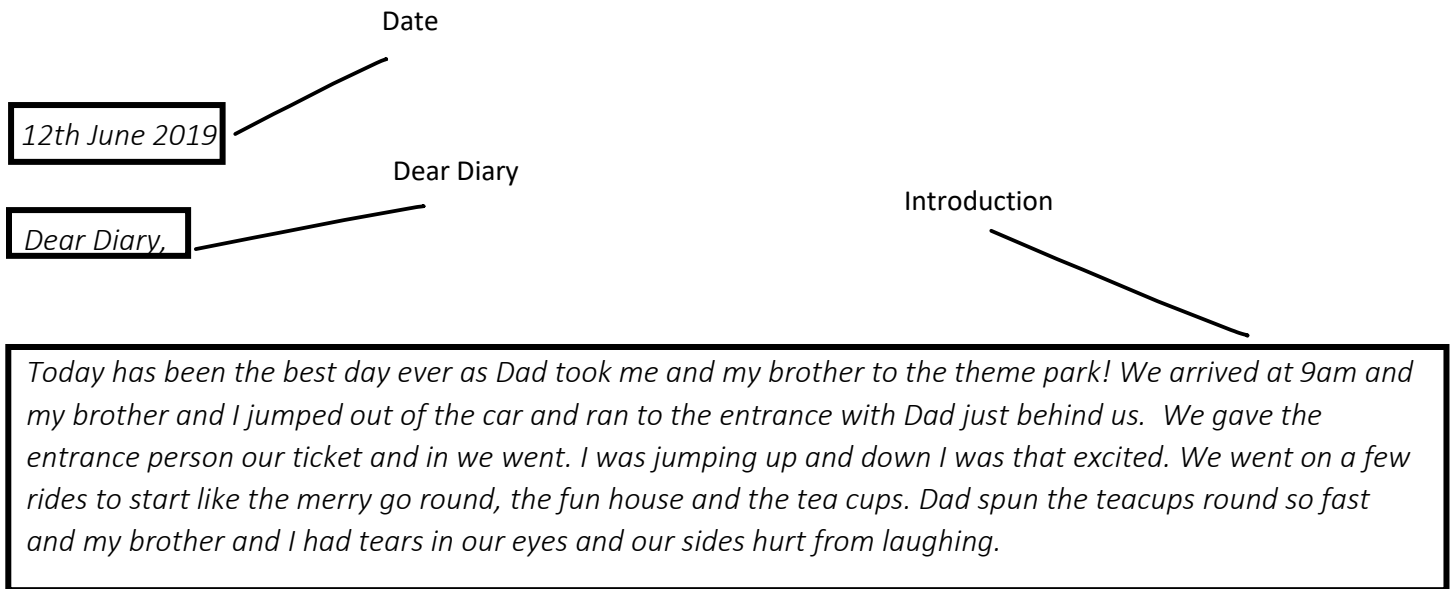 Date
12th June 2019
Dear Diary
Introduction
Dear Diary,
Today has been the best day ever as Dad took me and my brother to the theme park! We arrived at 9am and
my brother and I jumped out of the car and ran to the entrance with Dad just behind us.  We gave the
entrance person our ticket and in we went. I was jumping up and down I was that excited. We went on a few
rides to start like the merry go round, the fun house and the tea cups. Dad spun the teacups round so fast
and my brother and I had tears in our eyes and our sides hurt from laughing.